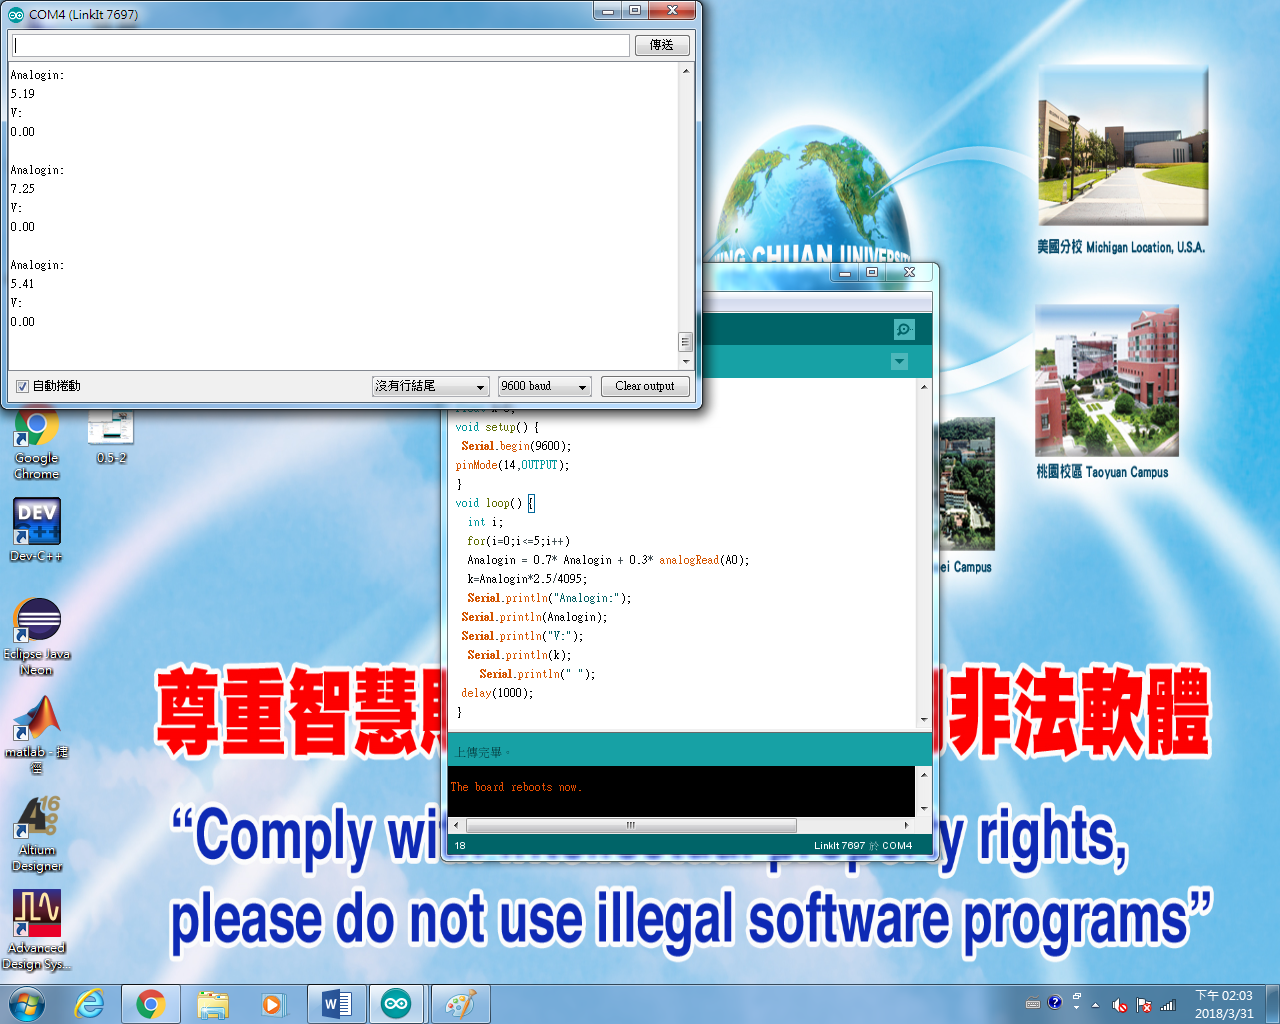 COM4 (LinkIt 7697)
傳送
Analogin:
5.19
V:
0.00
Analogin:
7.25
V:
0.00
Analogin:
5.41
V:
0.00
自動捲動
沒有行結尾
9600 baud
Clear output
CHUAN UNIVERSIT
美國分校 Michigan Location, U.S.A.
桃園校區 Taoyuan Campus
ei Campus
void setup() {
Serial.begin(9600);
pinMode(14,OUTPUT);
}
void loop() {
int i;
for(i=0;i<=5;i++)
Analogin = 0.7* Analogin + 0.3* analogRead(A0);
k=Analogin*2.5/4095;
Serial.println("Analogin:");
Serial.println(Analogin);
Serial.println("V:");
Serial.println(k);
Serial.println(" ");
delay(1000);
}
上傳完畢。
The board reboots now.
18
LinkIt 7697 於 COM4
Google
Chrome
0.5-2
DEV
C++
Dev-C++
Eclipse Java
Neon
matlab - 捷
徑
Altium
Designer
Advanced
Design Sys...
尊重智慧
非法軟體
“Comply wi
y rights,
please do not use illegal software programs”
下午 02:03
2018/3/31